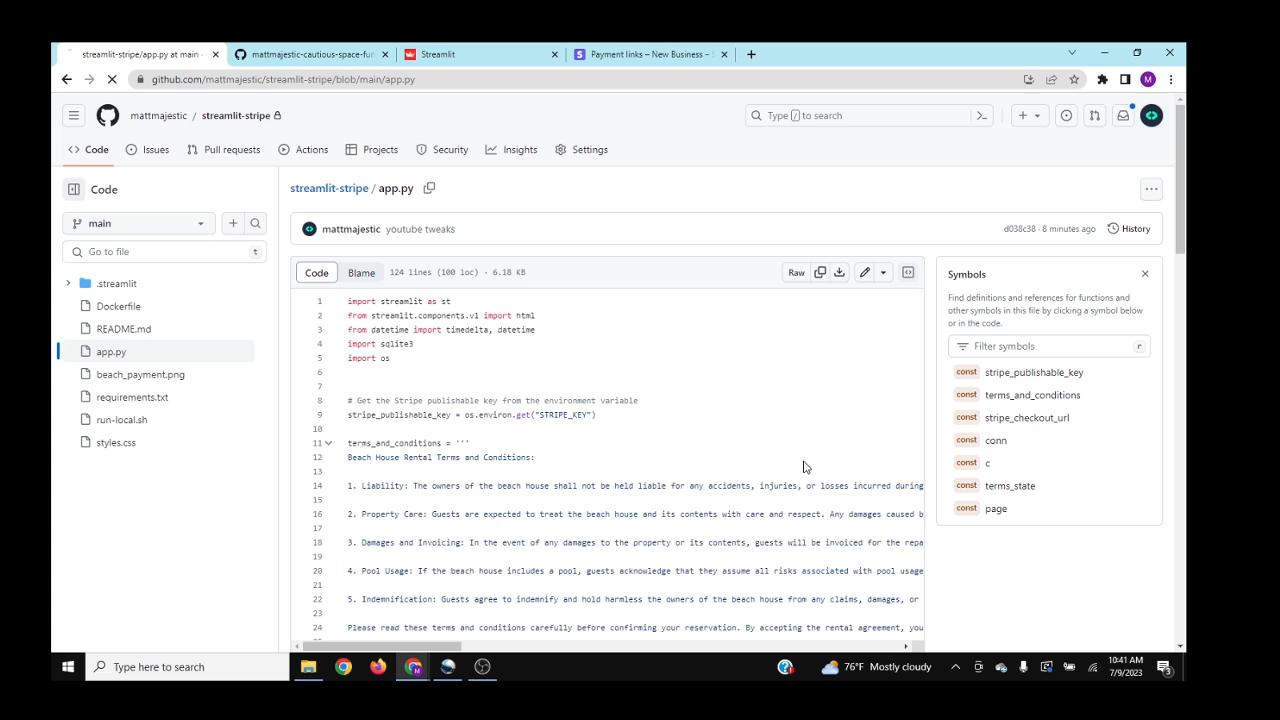 streamlit-stripe/app.py at main
mattmajestic-cautious-space-fun
Streamlit
Payment links – New Business – S
github.com/mattmajestic/streamlit-stripe/blob/main/app.py
M
mattmajestic / streamlit-stripe
Type / to search
Code
Issues
Pull requests
Actions
Projects
Security
Insights
Settings
Code
main
Go to file
t
.streamlit
Dockerfile
README.md
app.py
beach_payment.png
requirements.txt
run-local.sh
styles.css
streamlit-stripe / app.py
mattmajestic youtube tweaks
d038c38 · 8 minutes ago
History
Code
Blame
124 lines (100 loc) · 6.18 KB
Raw
1 import streamlit as st
2 from streamlit.components.v1 import html
3 from datetime import timedelta, datetime
4 import sqlite3
5 import os
6
7
8 # Get the Stripe publishable key from the environment variable
9 stripe_publishable_key = os.environ.get("STRIPE_KEY")
10
11 terms_and_conditions = '''
12 Beach House Rental Terms and Conditions:
13
14 1. Liability: The owners of the beach house shall not be held liable for any accidents, injuries, or losses incurred during
15
16 2. Property Care: Guests are expected to treat the beach house and its contents with care and respect. Any damages caused b
17
18 3. Damages and Invoicing: In the event of any damages to the property or its contents, guests will be invoiced for the repa
19
20 4. Pool Usage: If the beach house includes a pool, guests acknowledge that they assume all risks associated with pool usage
21
22 5. Indemnification: Guests agree to indemnify and hold harmless the owners of the beach house from any claims, damages, or
23
24 Please read these terms and conditions carefully before confirming your reservation. By accepting the rental agreement, you
Symbols
Find definitions and references for functions and
other symbols in this file by clicking a symbol below
or in the code.
Filter symbols
r
const stripe_publishable_key
const terms_and_conditions
const stripe_checkout_url
const conn
const c
const terms_state
const page
Type here to search
76°F Mostly cloudy
10:41 AM
7/9/2023
3